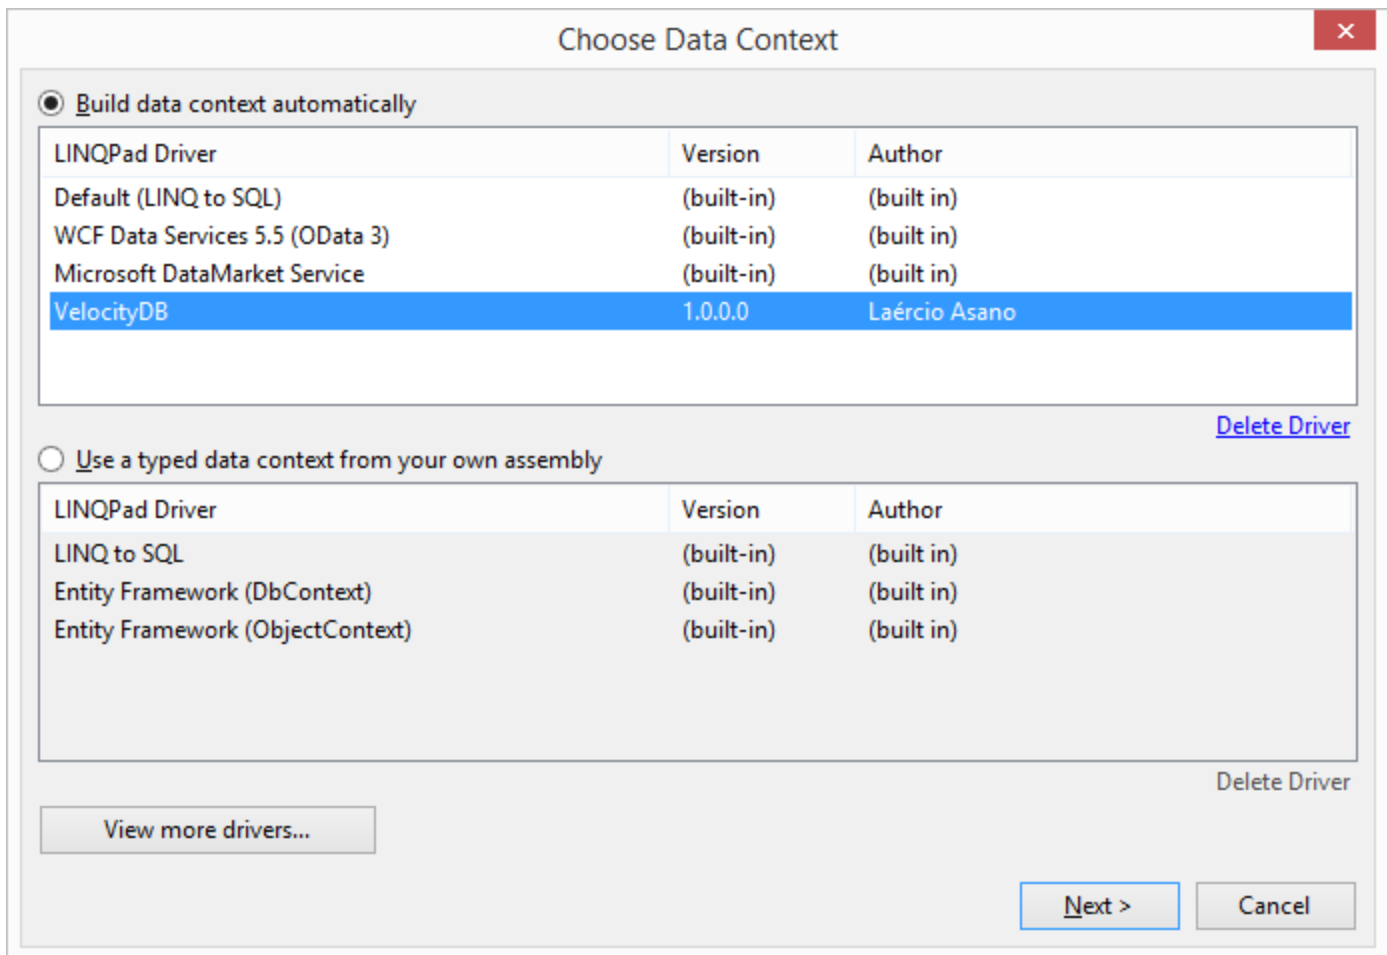 Choose Data Context
Build data context automatically
LINQPad Driver Version Author
Default (LINQ to SQL) (built-in) (built in)
WCF Data Services 5.5 (OData 3) (built-in) (built in)
Microsoft DataMarket Service (built-in) (built in)
VelocityDB 1.0.0.0 Laércio Asano
Delete Driver
Use a typed data context from your own assembly
LINQPad Driver Version Author
LINQ to SQL (built-in) (built in)
Entity Framework (DbContext) (built-in) (built in)
Entity Framework (ObjectContext) (built-in) (built in)
Delete Driver
View more drivers...
Next > Cancel